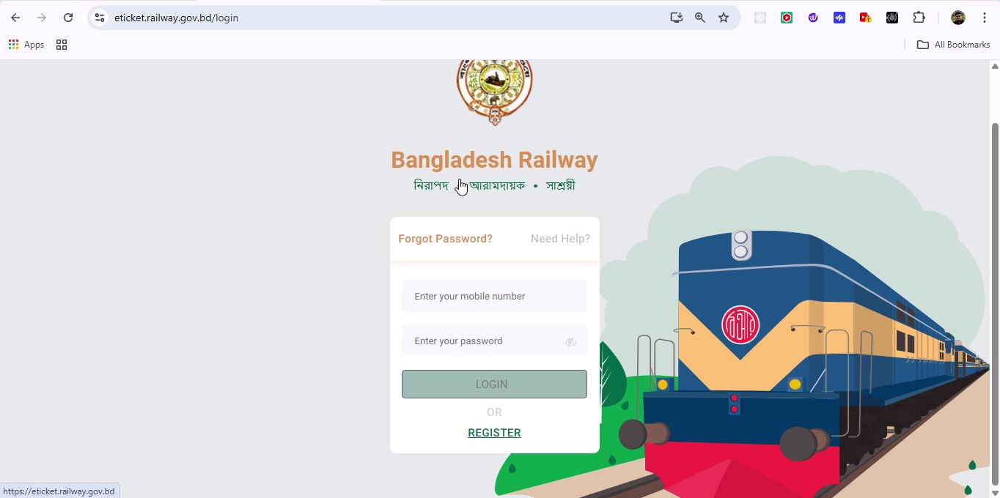 eticket.railway.gov.bd/login
Apps
All Bookmarks
Bangladesh Railway
নিরাপদ • আরামদায়ক • সাশ্রয়ী
Forgot Password? Need Help?
Enter your mobile number
Enter your password
LOGIN
OR
REGISTER
https://eticket.railway.gov.bd